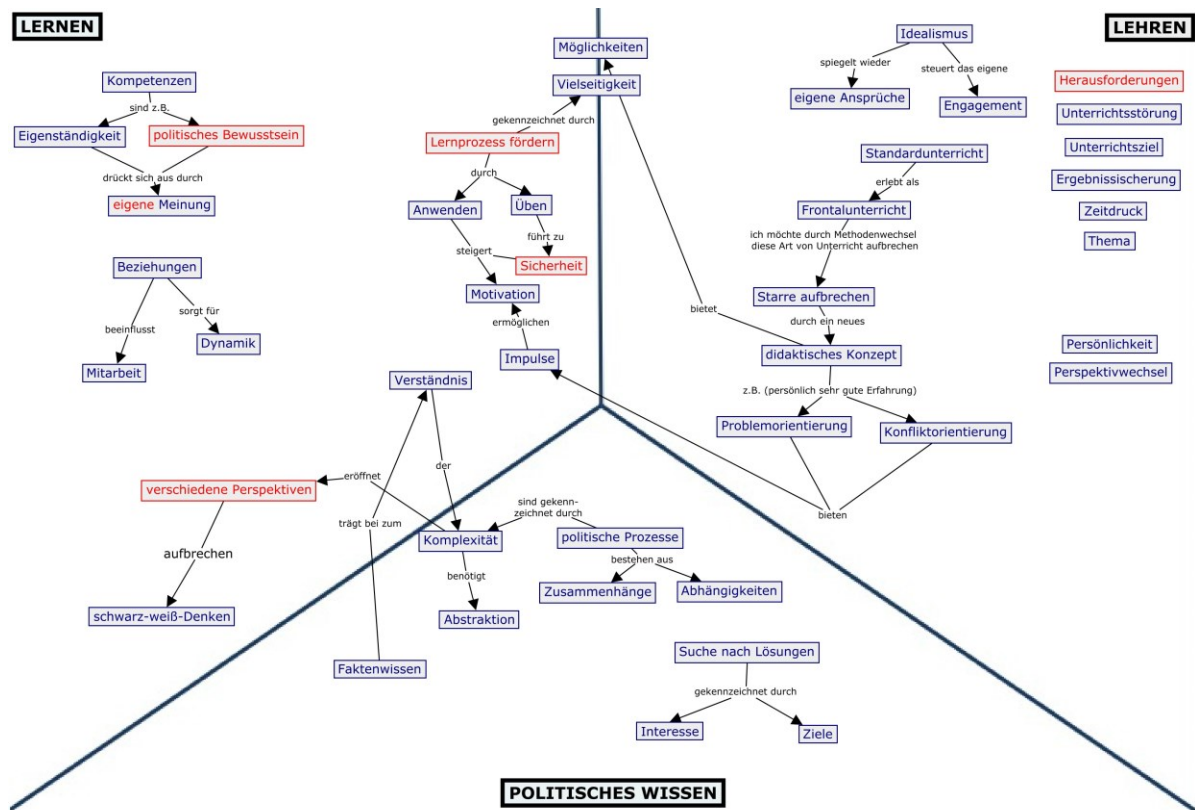 LERNEN
LEHREN
Kompetenzen
sind z.B.
Eigenständigkeit
politisches Bewusstsein
drückt sich aus durch
eigene Meinung
Beziehungen
beeinflusst
sorgt für
Dynamik
Mitarbeit
Möglichkeiten
Vielseitigkeit
gekennzeichnet durch
Lernprozess fördern
durch
Anwenden
Üben
steigert
führt zu
Sicherheit
Motivation
ermöglichen
Impulse
Verständnis
der
eröffnet
verschiedene Perspektiven
trägt bei zum
aufbrechen
schwarz-weiß-Denken
Idealismus
spiegelt wieder
steuert das eigene
eigene Ansprüche
Engagement
Standardunterricht
erlebt als
Frontalunterricht
ich möchte durch Methodenwechsel
diese Art von Unterricht aufbrechen
Starre aufbrechen
durch ein neues
bietet
didaktisches Konzept
z.B. (persönlich sehr gute Erfahrung)
Problemorientierung
Konfliktorientierung
bieten
Herausforderungen
Unterrichtsstörung
Unterrichtsziel
Ergebnissischerung
Zeitdruck
Thema
Persönlichkeit
Perspektivwechsel
sind gekenn-
zeichnet durch
Komplexität
politische Prozesse
benötigt
bestehen aus
Zusammenhänge
Abhängigkeiten
Abstraktion
Faktenwissen
Suche nach Lösungen
gekennzeichnet durch
Interesse
Ziele
POLITISCHES WISSEN